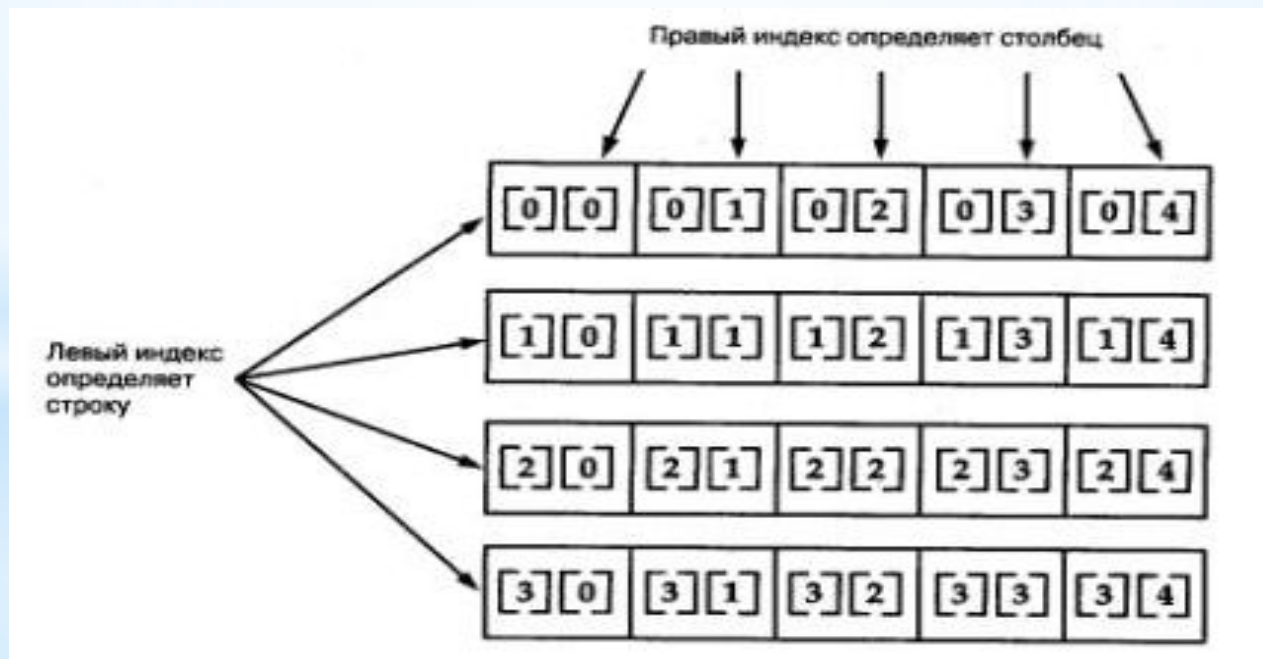 Правый индекс определяет столбец
[0][0] [0][1] [0][2] [0][3] [0][4]
[1][0] [1][1] [1][2] [1][3] [1][4]
Левый индекс
определяет
строку
[2][0] [2][1] [2][2] [2][3] [2][4]
[3][0] [3][1] [3][2] [3][3] [3][4]